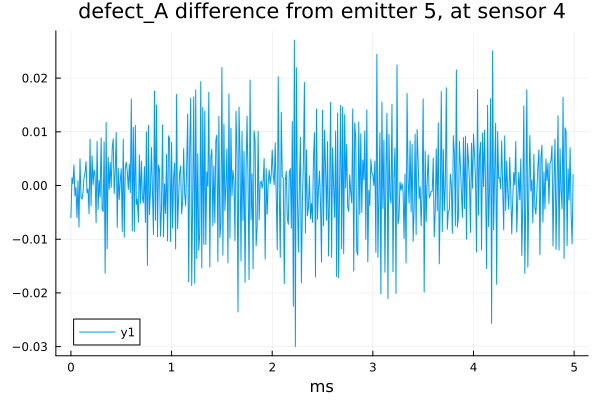 defect_A difference from emitter 5, at sensor 4
0.02
0.01
0.00
−0.01
−0.02
−0.03
y1
0 1 2 3 4 5
ms